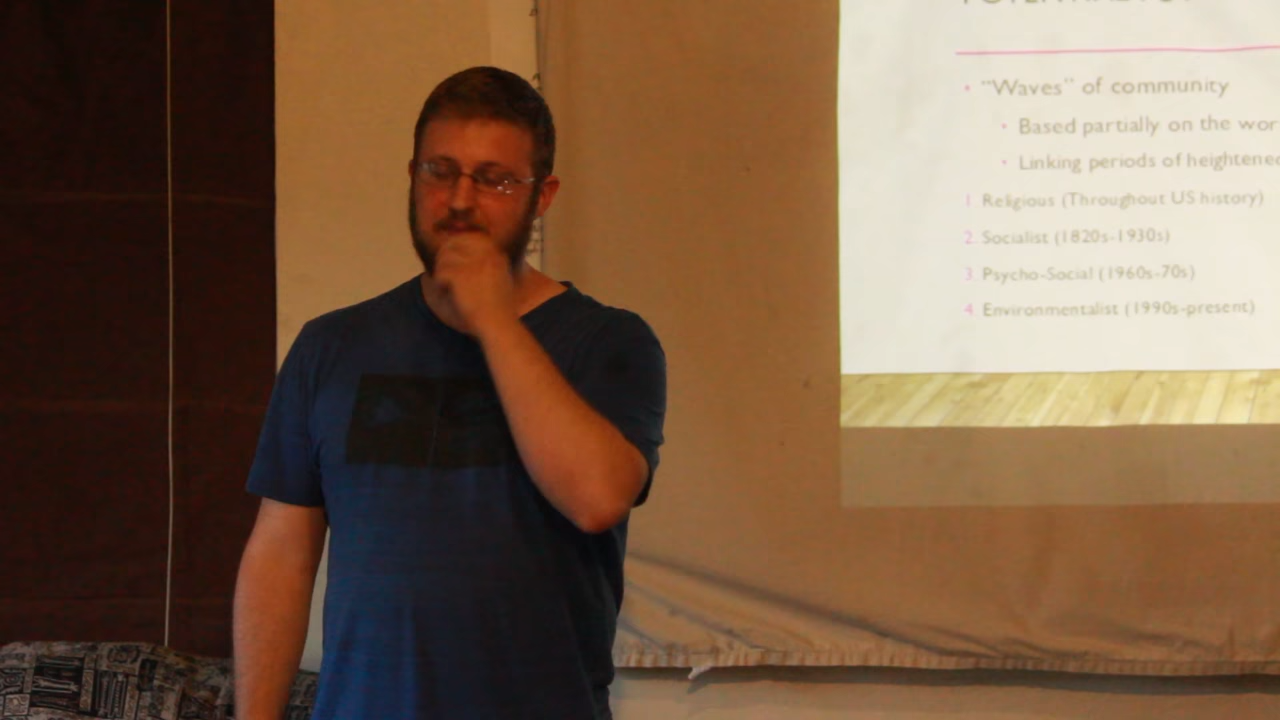 • "Waves" of community
• Based partially on the
• Linking periods of
1. Religious (Throughout US history)
2. Socialist (1820s-1930s)
3. Psycho-Social (1960s-70s)
4. Environmentalist (1990s-present)